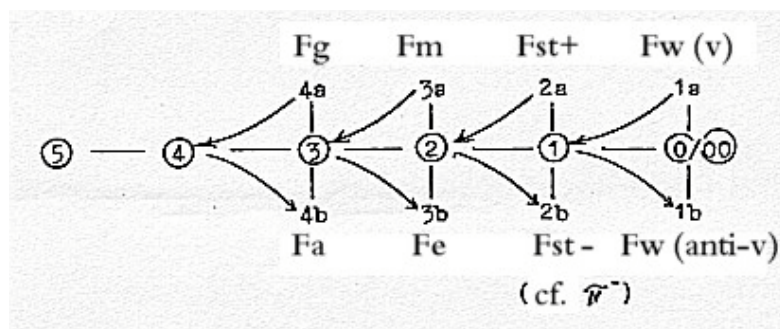 Fg Fm Fst+ Fw (v)
4a 3a 2a 1a
5 4 3 2 1 0/00
4b 3b 2b 1b
Fa Fe Fst- Fw (anti-v)
(cf. π⁻)